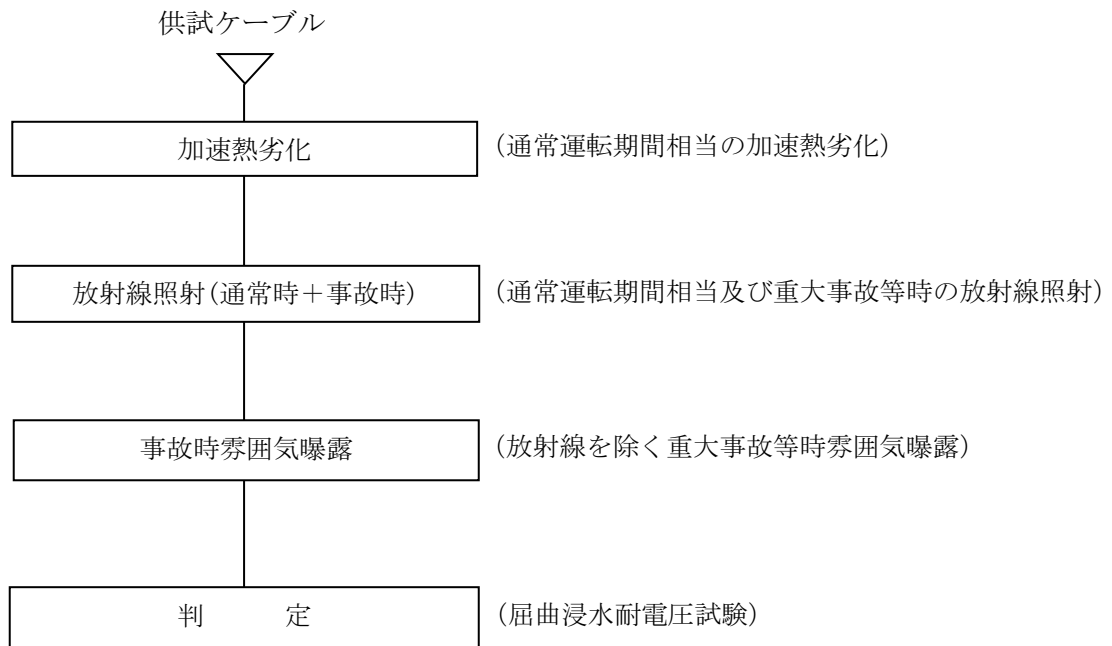 供試ケーブル
加速熱劣化
(通常運転期間相当の加速熱劣化)
放射線照射(通常時＋事故時)
(通常運転期間相当及び重大事故等時の放射線照射)
事故時雰囲気曝露
(放射線を除く重大事故等時雰囲気曝露)
判　　定
(屈曲浸水耐電圧試験)